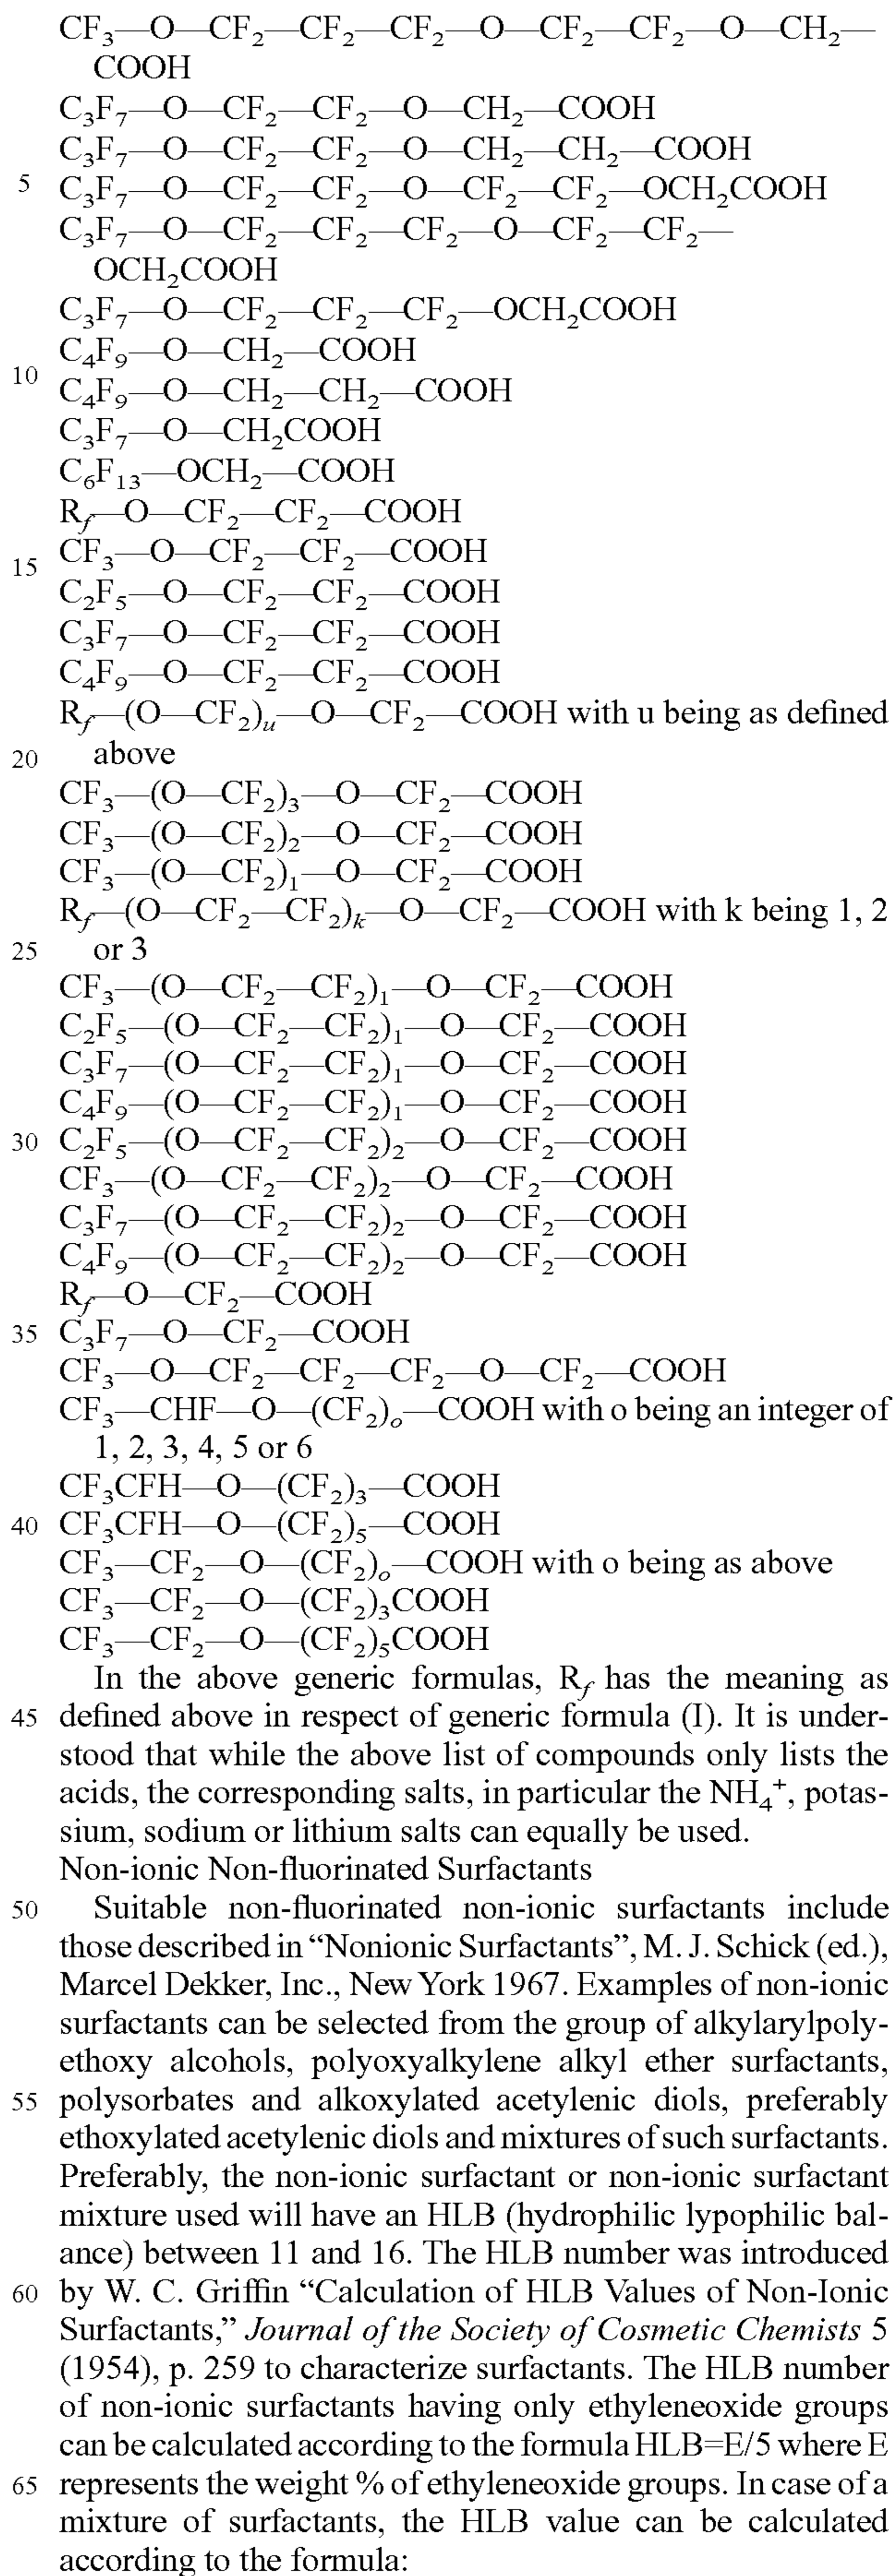 CF₃—O—CF₂—CF₂—CF₂—O—CF₂—CF₂—O—CH₂—
COOH
C₃F₇—O—CF₂—CF₂—O—CH₂—COOH
C₃F₇—O—CF₂—CF₂—O—CH₂—CH₂—COOH
5 C₃F₇—O—CF₂—CF₂—O—CF₂—CF₂—OCH₂COOH
C₃F₇—O—CF₂—CF₂—CF₂—O—CF₂—CF₂—
OCH₂COOH
C₃F₇—O—CF₂—CF₂—CF₂—OCH₂COOH
C₄F₉—O—CH₂—COOH
10 C₄F₉—O—CH₂—CH₂—COOH
C₃F₇—O—CH₂COOH
C₆F₁₃—OCH₂—COOH
R_f—O—CF₂—CF₂—COOH
15 CF₃—O—CF₂—CF₂—COOH
C₂F₅—O—CF₂—CF₂—COOH
C₃F₇—O—CF₂—CF₂—COOH
C₄F₉—O—CF₂—CF₂—COOH
R_f—(O—CF₂)_u—O—CF₂—COOH with u being as defined
20 above
CF₃—(O—CF₂)₃—O—CF₂—COOH
CF₃—(O—CF₂)₂—O—CF₂—COOH
CF₃—(O—CF₂)₁—O—CF₂—COOH
R_f—(O—CF₂—CF₂)_k—O—CF₂—COOH with k being 1, 2
25 or 3
CF₃—(O—CF₂—CF₂)₁—O—CF₂—COOH
C₂F₅—(O—CF₂—CF₂)₁—O—CF₂—COOH
C₃F₇—(O—CF₂—CF₂)₁—O—CF₂—COOH
C₄F₉—(O—CF₂—CF₂)₁—O—CF₂—COOH
30 C₂F₅—(O—CF₂—CF₂)₂—O—CF₂—COOH
CF₃—(O—CF₂—CF₂)₂—O—CF₂—COOH
C₃F₇—(O—CF₂—CF₂)₂—O—CF₂—COOH
C₄F₉—(O—CF₂—CF₂)₂—O—CF₂—COOH
R_f—O—CF₂—COOH
35 C₃F₇—O—CF₂—COOH
CF₃—O—CF₂—CF₂—CF₂—O—CF₂—COOH
CF₃—CHF—O—(CF₂)_o—COOH with o being an integer of
1, 2, 3, 4, 5 or 6
CF₃CFH—O—(CF₂)₃—COOH
40 CF₃CFH—O—(CF₂)₅—COOH
CF₃—CF₂—O—(CF₂)_o—COOH with o being as above
CF₃—CF₂—O—(CF₂)₃COOH
CF₃—CF₂—O—(CF₂)₅COOH
In the above generic formulas, R_f has the meaning as
45 defined above in respect of generic formula (I). It is under-
stood that while the above list of compounds only lists the
acids, the corresponding salts, in particular the NH₄⁺, potas-
sium, sodium or lithium salts can equally be used.
Non-ionic Non-fluorinated Surfactants
50 Suitable non-fluorinated non-ionic surfactants include
those described in “Nonionic Surfactants”, M. J. Schick (ed.),
Marcel Dekker, Inc., New York 1967. Examples of non-ionic
surfactants can be selected from the group of alkylarylpoly-
ethoxy alcohols, polyoxyalkylene alkyl ether surfactants,
55 polysorbates and alkoxylated acetylenic diols, preferably
ethoxylated acetylenic diols and mixtures of such surfactants.
Preferably, the non-ionic surfactant or non-ionic surfactant
mixture used will have an HLB (hydrophilic lypophilic bal-
ance) between 11 and 16. The HLB number was introduced
60 by W. C. Griffin “Calculation of HLB Values of Non-Ionic
Surfactants,” Journal of the Society of Cosmetic Chemists 5
(1954), p. 259 to characterize surfactants. The HLB number
of non-ionic surfactants having only ethyleneoxide groups
can be calculated according to the formula HLB=E/5 where E
65 represents the weight % of ethyleneoxide groups. In case of a
mixture of surfactants, the HLB value can be calculated
according to the formula: